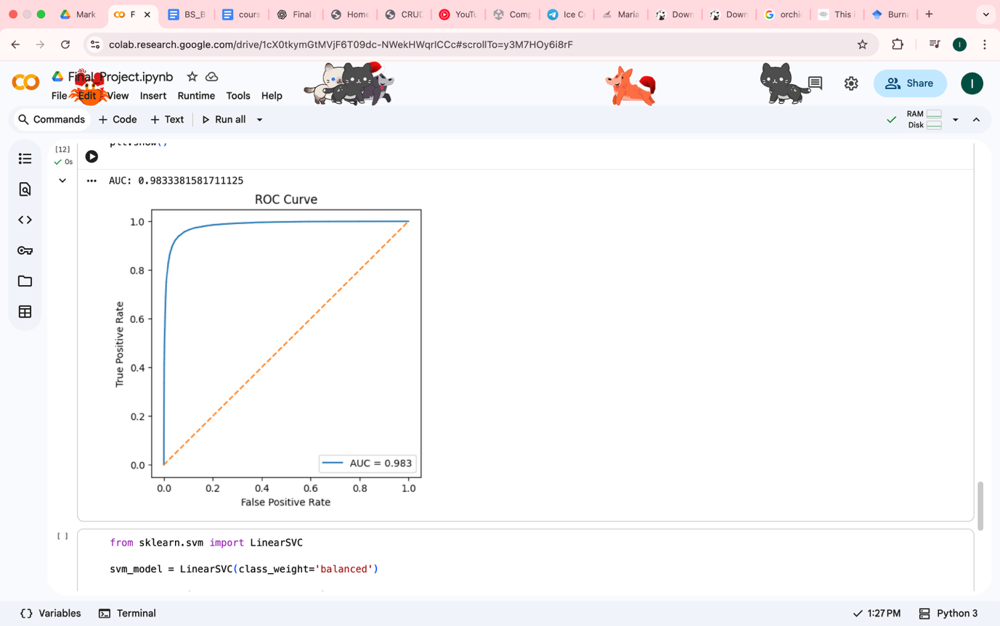 Mark
F
BS_B
cours
Final
Home
CRUD
YouTu
Comp
Ice C
Maria
Down
Down
orchi
This i
Burna
colab.research.google.com/drive/1cX0tkymGtMVjF6T09dc-NWekHWqrICCc#scrollTo=y3M7HOy6i8rF
I
Final_Project.ipynb
File Edit View Insert Runtime Tools Help
Share
I
Commands + Code + Text Run all
RAM
Disk
[12]
0s
plt.show()
AUC: 0.9833381581711125
ROC Curve
1.0
0.8
0.6
0.4
0.2
0.0
True Positive Rate
AUC = 0.983
0.0 0.2 0.4 0.6 0.8 1.0
False Positive Rate
[ ]
from sklearn.svm import LinearSVC
svm_model = LinearSVC(class_weight='balanced')
Variables Terminal
1:27 PM Python 3